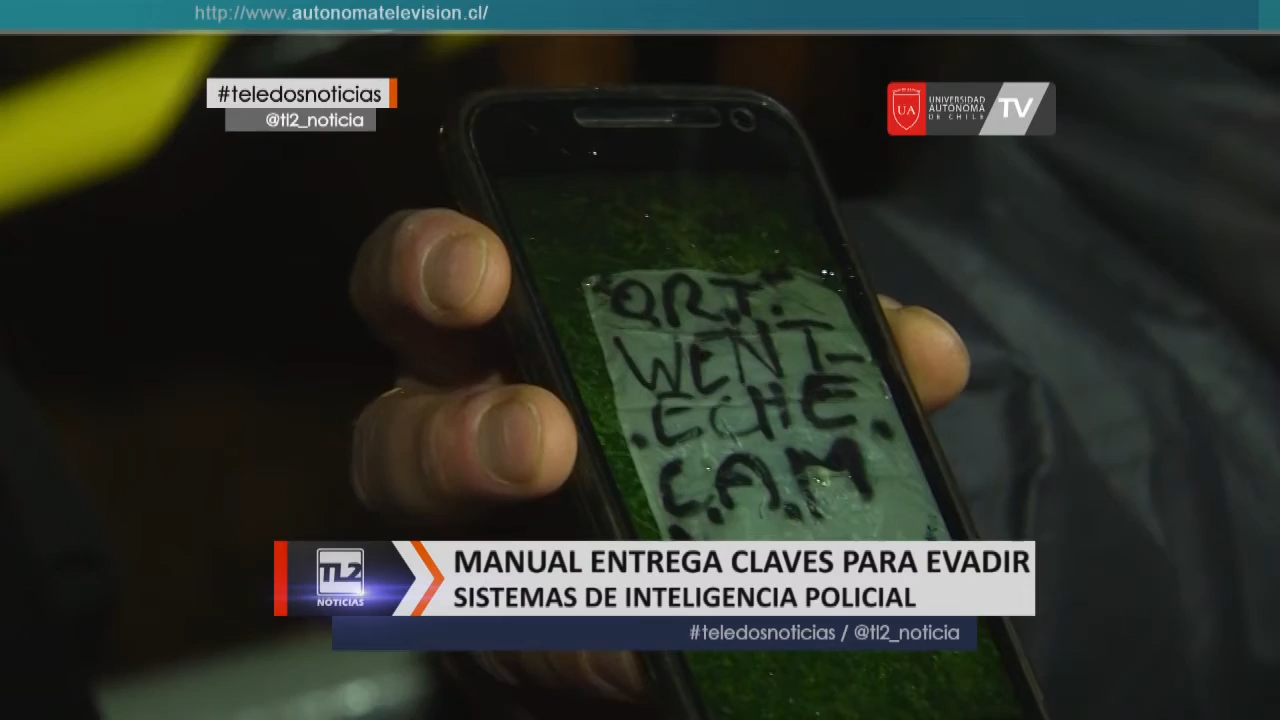 http://www.autonomatelevision.cl/
#teledosnoticias
@tl2_noticia
UA
UNIVERSIDAD
AUTÓNOMA
DE CHILE
TV
"O.R.T.
WENT-
.ECHE.
C.A.M
TL2
NOTICIAS
MANUAL ENTREGA CLAVES PARA EVADIR
SISTEMAS DE INTELIGENCIA POLICIAL
#teledosnoticias / @tl2_noticia